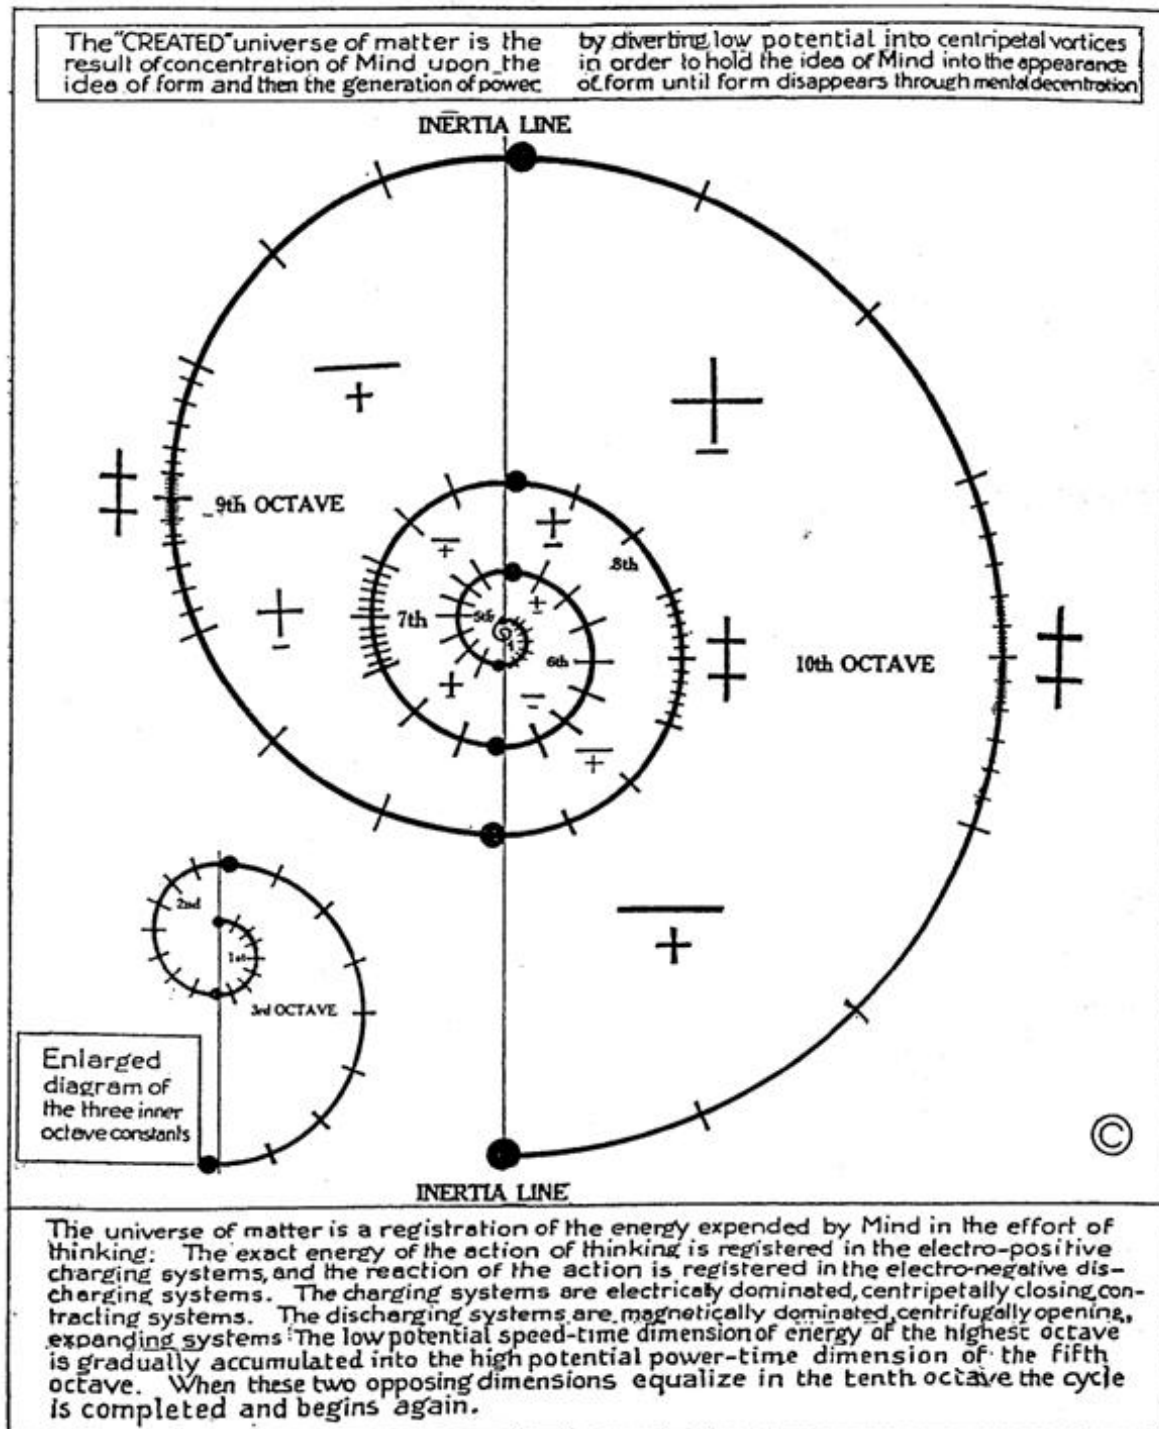 The "CREATED" universe of matter is the
result of concentration of Mind upon the
idea of form and then the generation of power
by diverting low potential into centripetal vortices
in order to hold the idea of Mind into the appearance
of form until form disappears through mental decentration
INERTIA LINE
9th OCTAVE
8th
7th
5th
4
6th
10th OCTAVE
2nd
1st
3rd OCTAVE
Enlarged
diagram of
the three inner
octave constants
©
INERTIA LINE
The universe of matter is a registration of the energy expended by Mind in the effort of
thinking: The exact energy of the action of thinking is registered in the electro-positive
charging systems, and the reaction of the action is registered in the electro-negative dis-
charging systems. The charging systems are electrically dominated, centripetally closing, con-
tracting systems. The discharging systems are magnetically dominated, centrifugally opening,
expanding systems: The low potential speed-time dimension of energy of the highest octave
is gradually accumulated into the high potential power-time dimension of the fifth
octave. When these two opposing dimensions equalize in the tenth octave the cycle
is completed and begins again.